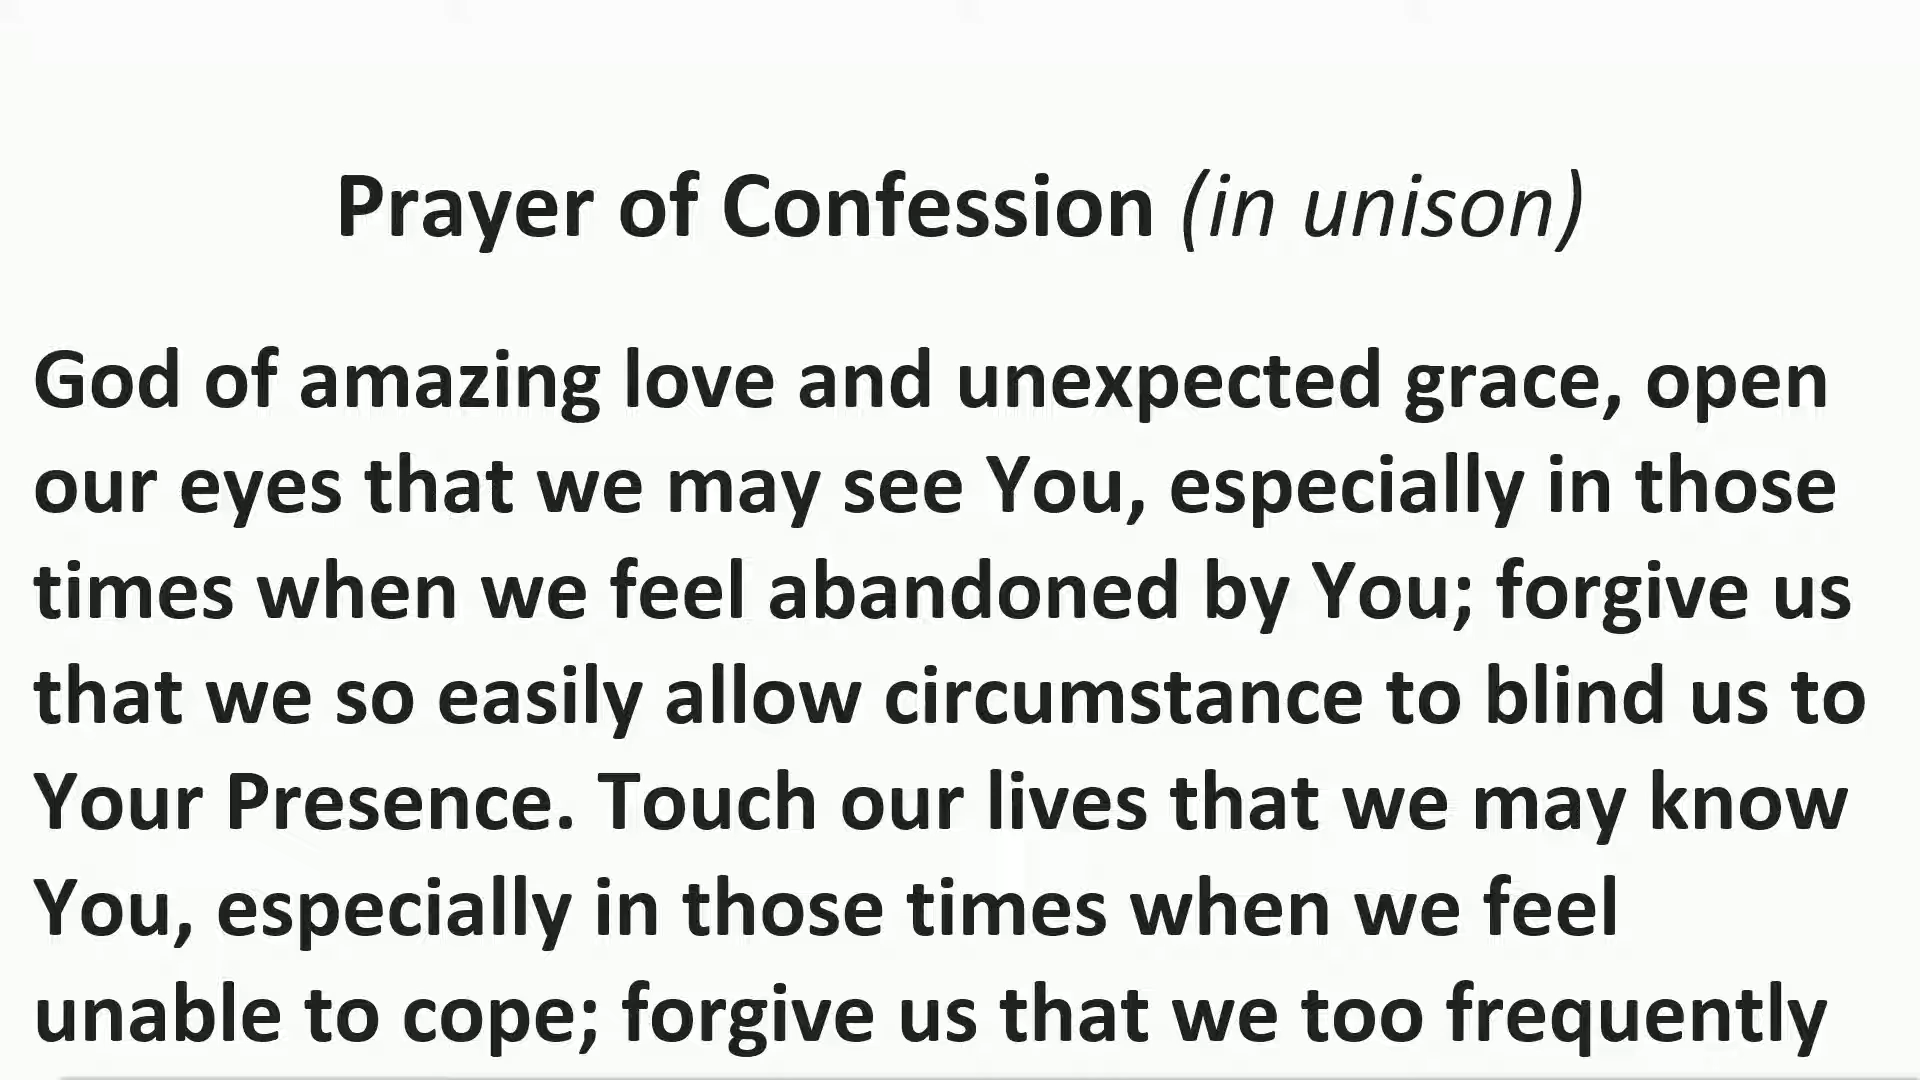 Prayer of Confession (in unison)
God of amazing love and unexpected grace, open
our eyes that we may see You, especially in those
times when we feel abandoned by You; forgive us
that we so easily allow circumstance to blind us to
Your Presence. Touch our lives that we may know
You, especially in those times when we feel
unable to cope; forgive us that we too frequently